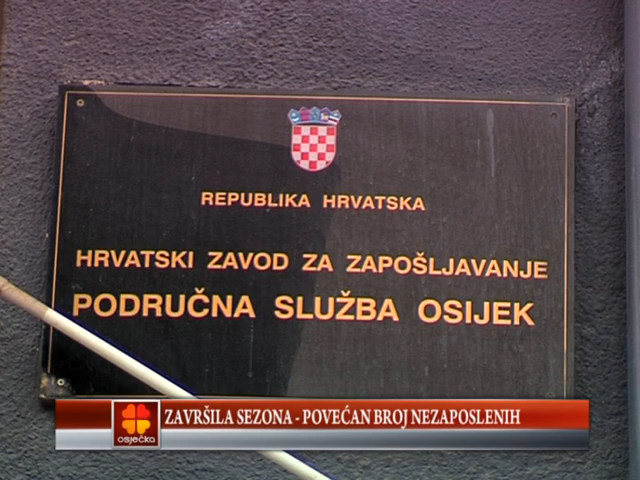 REPUBLIKA HRVATSKA
HRVATSKI ZAVOD ZA ZAPOŠLJAVANJE
PODRUČNA SLUŽBA OSIJEK
ZAVRŠILA SEZONA - POVEĆAN BROJ NEZAPOSLENIH
osječka